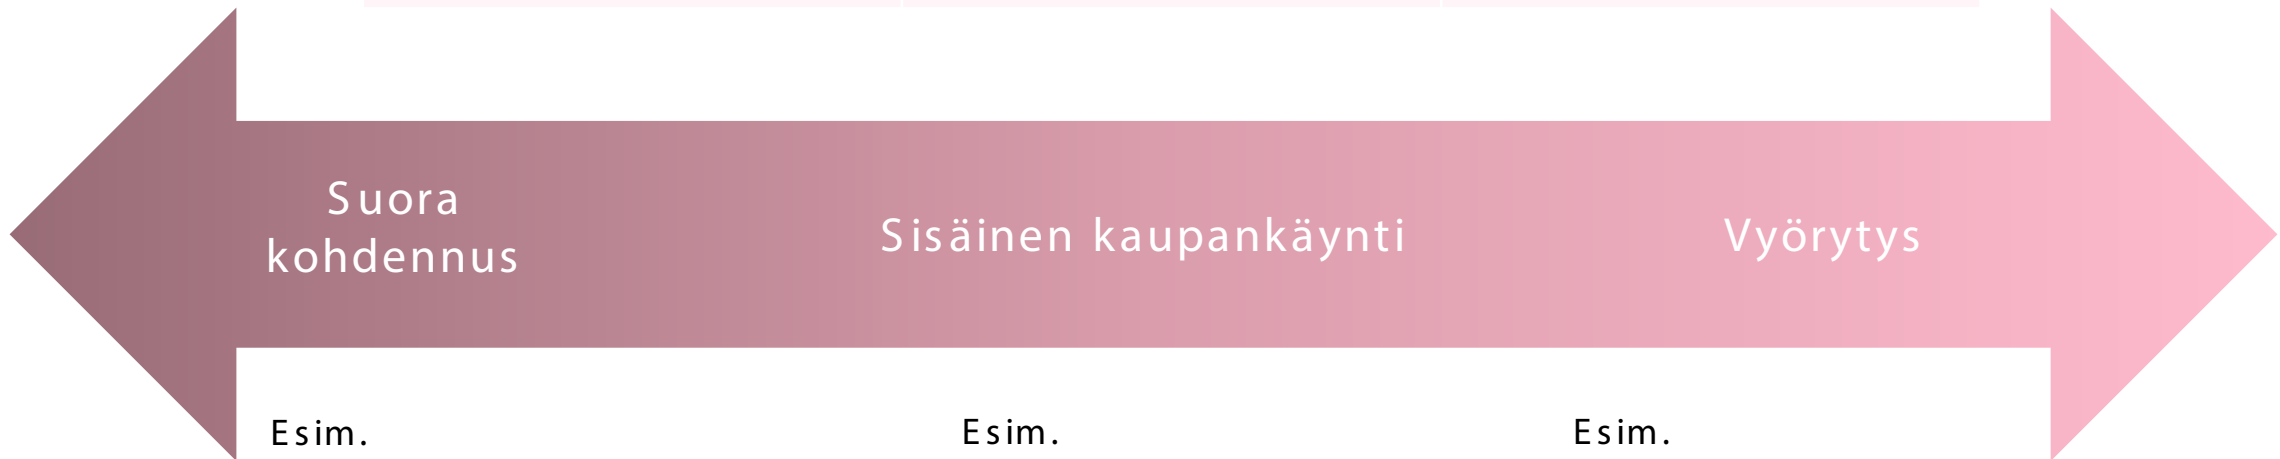 Suora
kohdennus
Sisäinen kaupankäynti
Vyörytys
Esim.
Esim.
Esim.